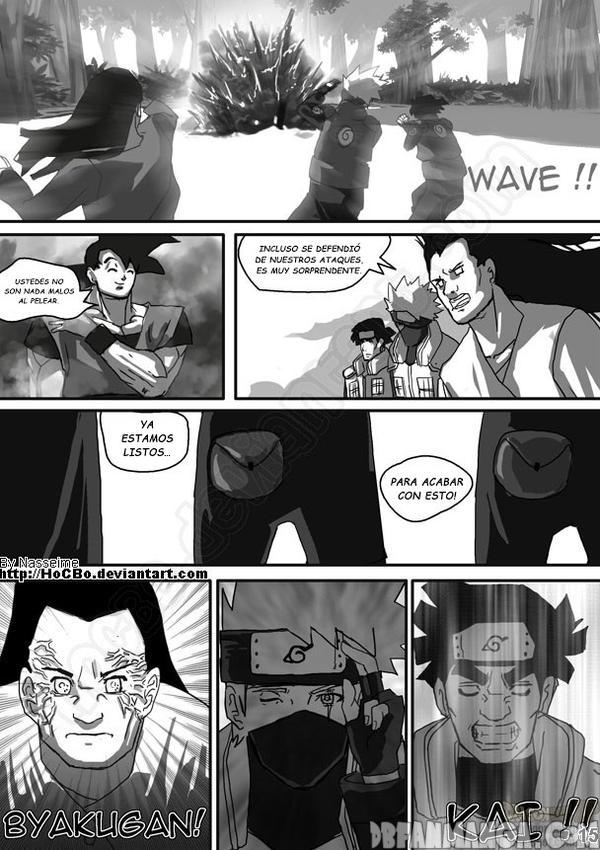 WAVE !!
USTEDES NO
SON NADA MALOS
AL PELEAR.
INCLUSO SE DEFENDIÓ
DE NUESTROS ATAQUES,
ES MUY SORPRENDENTE.
YA
ESTAMOS
LISTOS...
PARA ACABAR
CON ESTO!
By Nasseime
http://HoCBo.deviantart.com
BYAKUGAN!
KAI !!
15